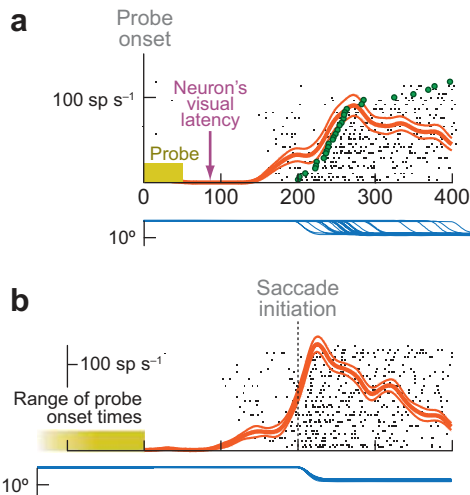 a
Probe
onset
100 sp s⁻¹
Neuron's
visual
latency
Probe
0 100 200 300 400
10º
b
Saccade
initiation
100 sp s⁻¹
Range of probe
onset times
10º